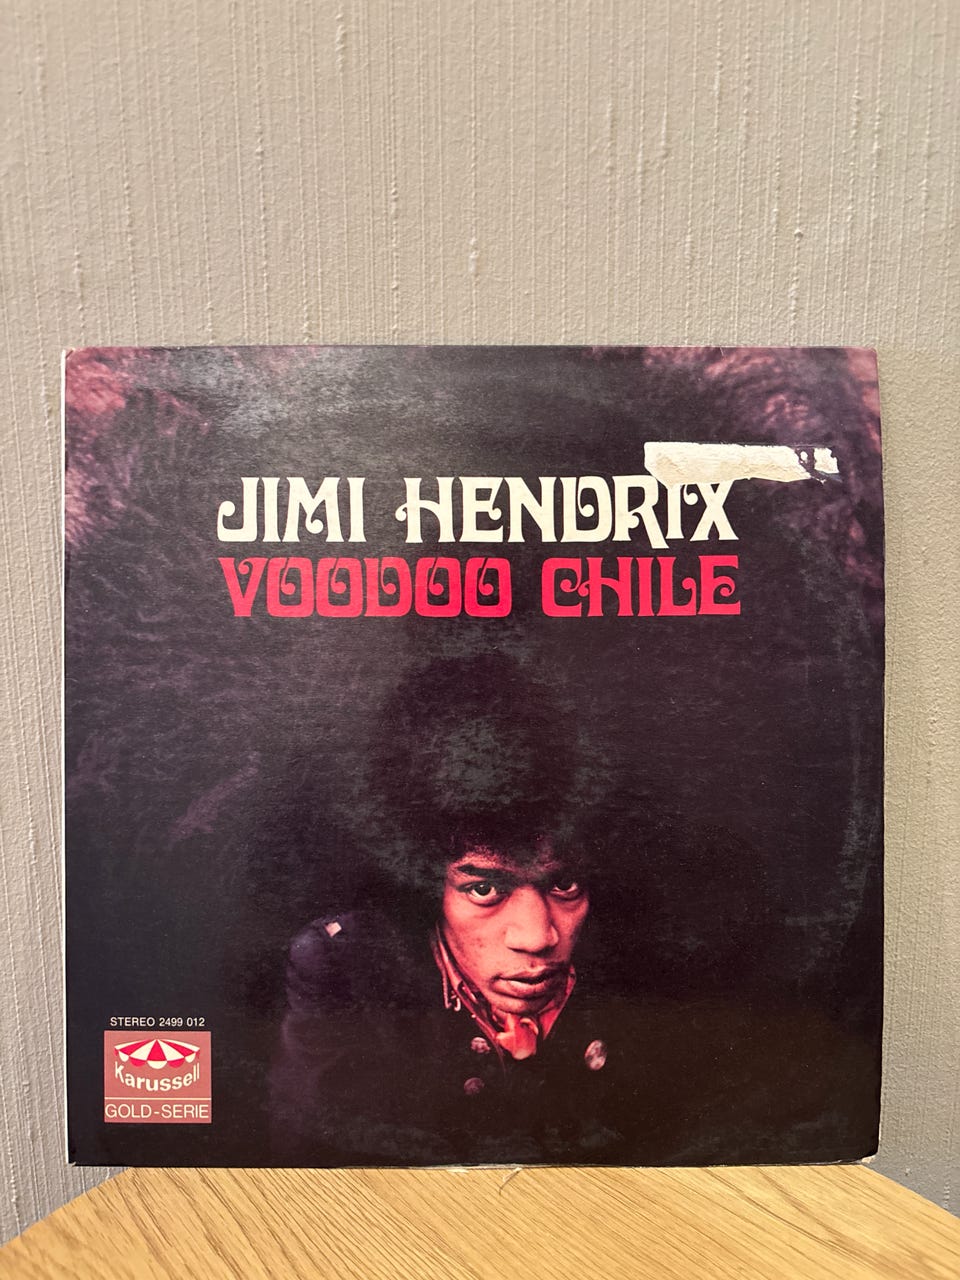 JIMI HENDRIX
VOODOO CHILE
STEREO 2499 012
Karussell
GOLD-SERIE